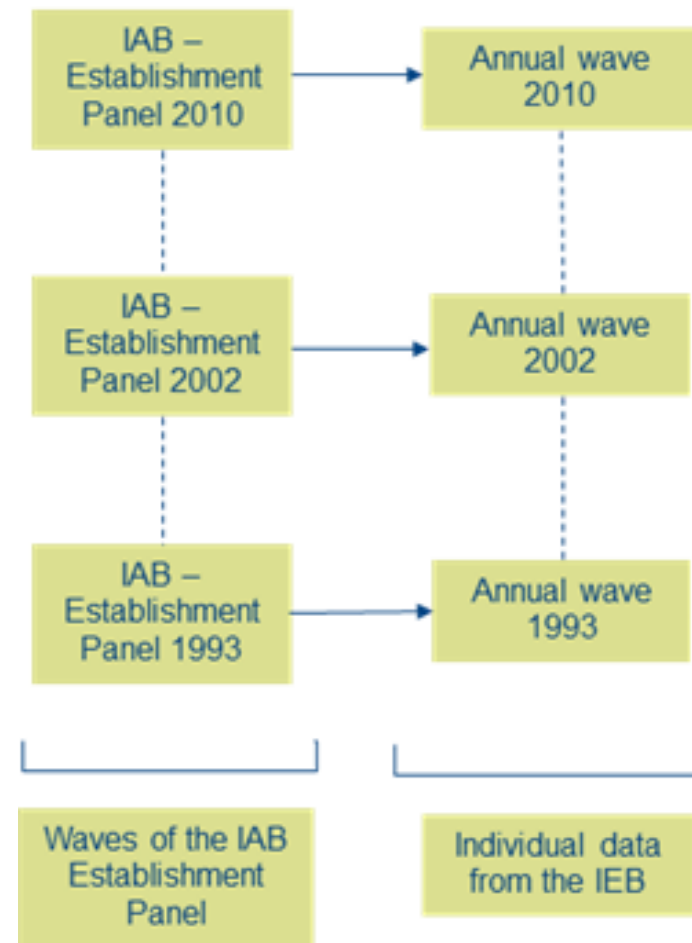 IAB –
Establishment
Panel 2010
Annual wave
2010
IAB –
Establishment
Panel 2002
Annual wave
2002
IAB –
Establishment
Panel 1993
Annual wave
1993
Waves of the IAB
Establishment
Panel
Individual data
from the IEB